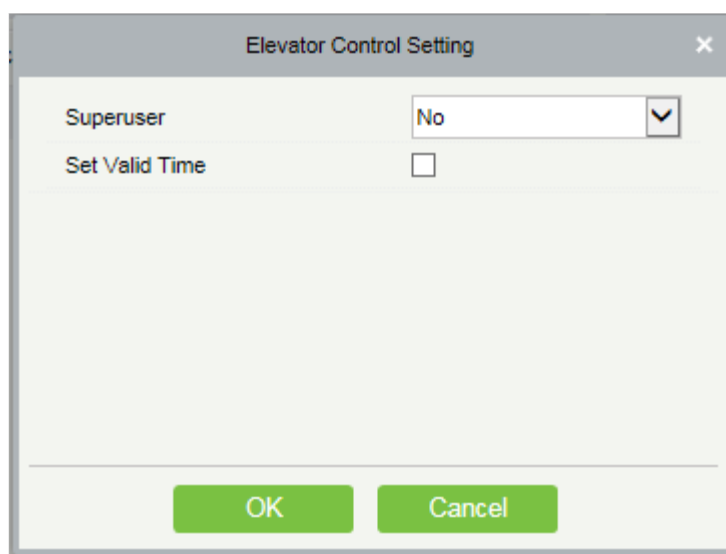 Elevator Control Setting
Superuser No
Set Valid Time
OK Cancel